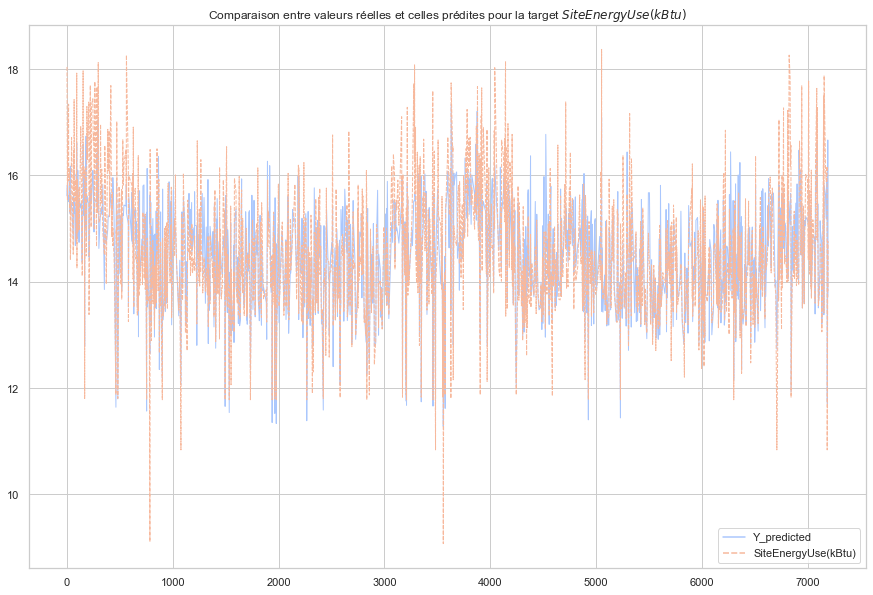 Comparaison entre valeurs réelles et celles prédites pour la target SiteEnergyUse(kBtu)
18
16
14
12
10
0 1000 2000 3000 4000 5000 6000 7000
Y_predicted
SiteEnergyUse(kBtu)